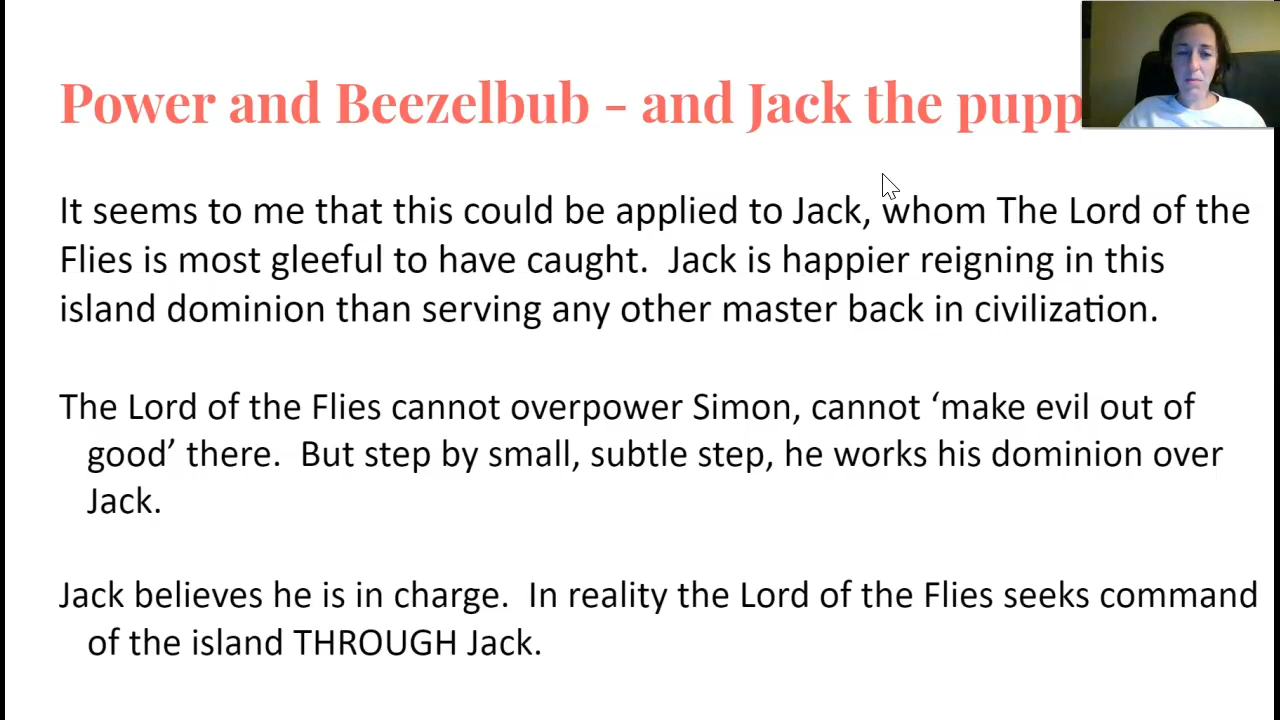 Power and Beezelbub - and Jack the pupp
It seems to me that this could be applied to Jack, whom The Lord of the
Flies is most gleeful to have caught.  Jack is happier reigning in this
island dominion than serving any other master back in civilization.
The Lord of the Flies cannot overpower Simon, cannot ‘make evil out of
good’ there.  But step by small, subtle step, he works his dominion over
Jack.
Jack believes he is in charge.  In reality the Lord of the Flies seeks command
of the island THROUGH Jack.